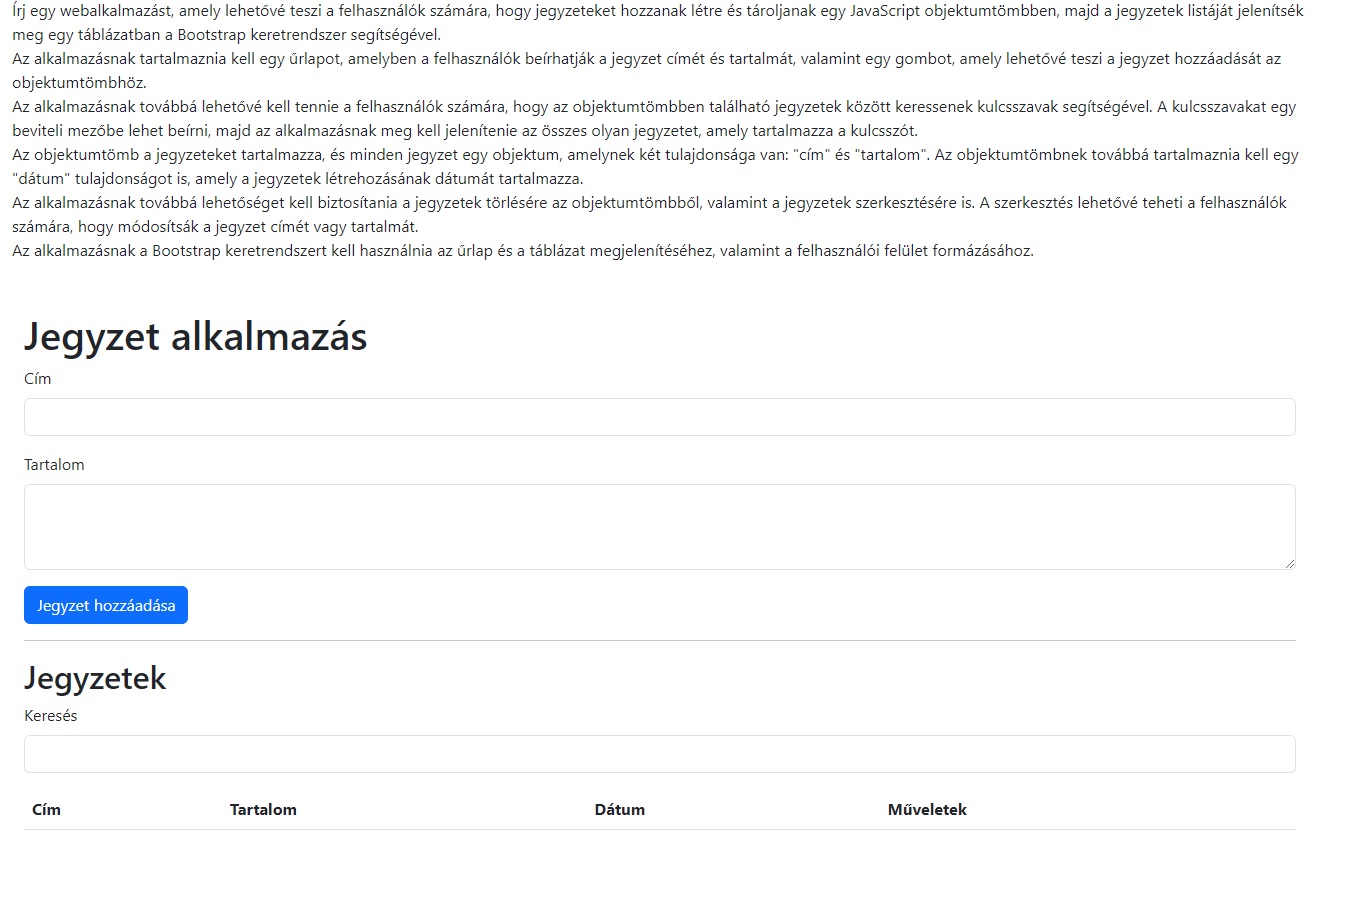 Írj egy webalkalmazást, amely lehetővé teszi a felhasználók számára, hogy jegyzeteket hozzanak létre és tároljanak egy JavaScript objektumtömbben, majd a jegyzetek listáját jelenítsék
meg egy táblázatban a Bootstrap keretrendszer segítségével.
Az alkalmazásnak tartalmaznia kell egy űrlapot, amelyben a felhasználók beírhatják a jegyzet címét és tartalmát, valamint egy gombot, amely lehetővé teszi a jegyzet hozzáadását az
objektumtömbhöz.
Az alkalmazásnak továbbá lehetővé kell tennie a felhasználók számára, hogy az objektumtömbben található jegyzetek között keressenek kulcsszavak segítségével. A kulcsszavakat egy
beviteli mezőbe lehet beírni, majd az alkalmazásnak meg kell jelenítenie az összes olyan jegyzetet, amely tartalmazza a kulcsszót.
Az objektumtömb a jegyzeteket tartalmazza, és minden jegyzet egy objektum, amelynek két tulajdonsága van: "cím" és "tartalom". Az objektumtömbnek továbbá tartalmaznia kell egy
"dátum" tulajdonságot is, amely a jegyzetek létrehozásának dátumát tartalmazza.
Az alkalmazásnak továbbá lehetőséget kell biztosítania a jegyzetek törlésére az objektumtömbből, valamint a jegyzetek szerkesztésére is. A szerkesztés lehetővé teheti a felhasználók
számára, hogy módosítsák a jegyzet címét vagy tartalmát.
Az alkalmazásnak a Bootstrap keretrendszert kell használnia az űrlap és a táblázat megjelenítéséhez, valamint a felhasználói felület formázásához.
Jegyzet alkalmazás
Cím
Tartalom
Jegyzet hozzáadása
Jegyzetek
Keresés
Cím Tartalom Dátum Műveletek